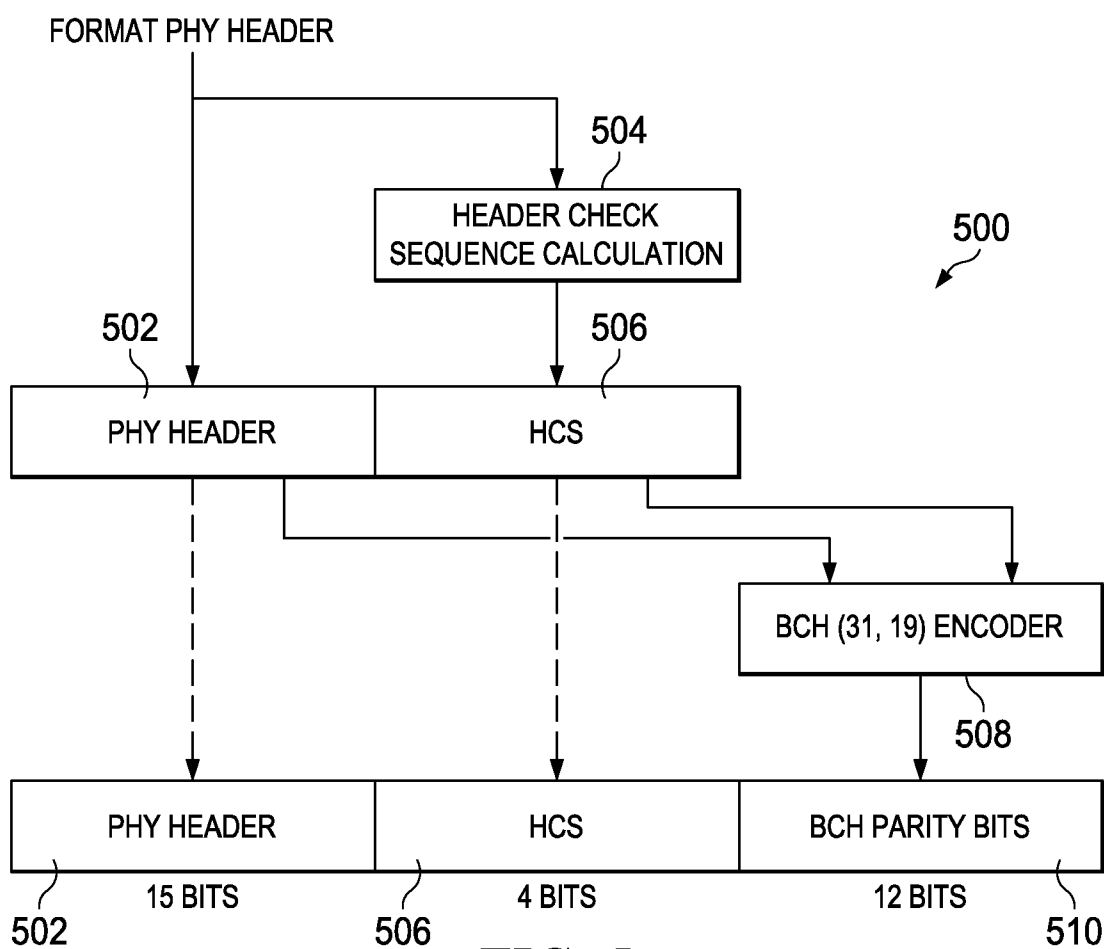 FORMAT PHY HEADER
504
HEADER CHECK
SEQUENCE CALCULATION
500
502
506
PHY HEADER
HCS
BCH (31, 19) ENCODER
508
PHY HEADER
HCS
BCH PARITY BITS
15 BITS
4 BITS
12 BITS
502
506
510